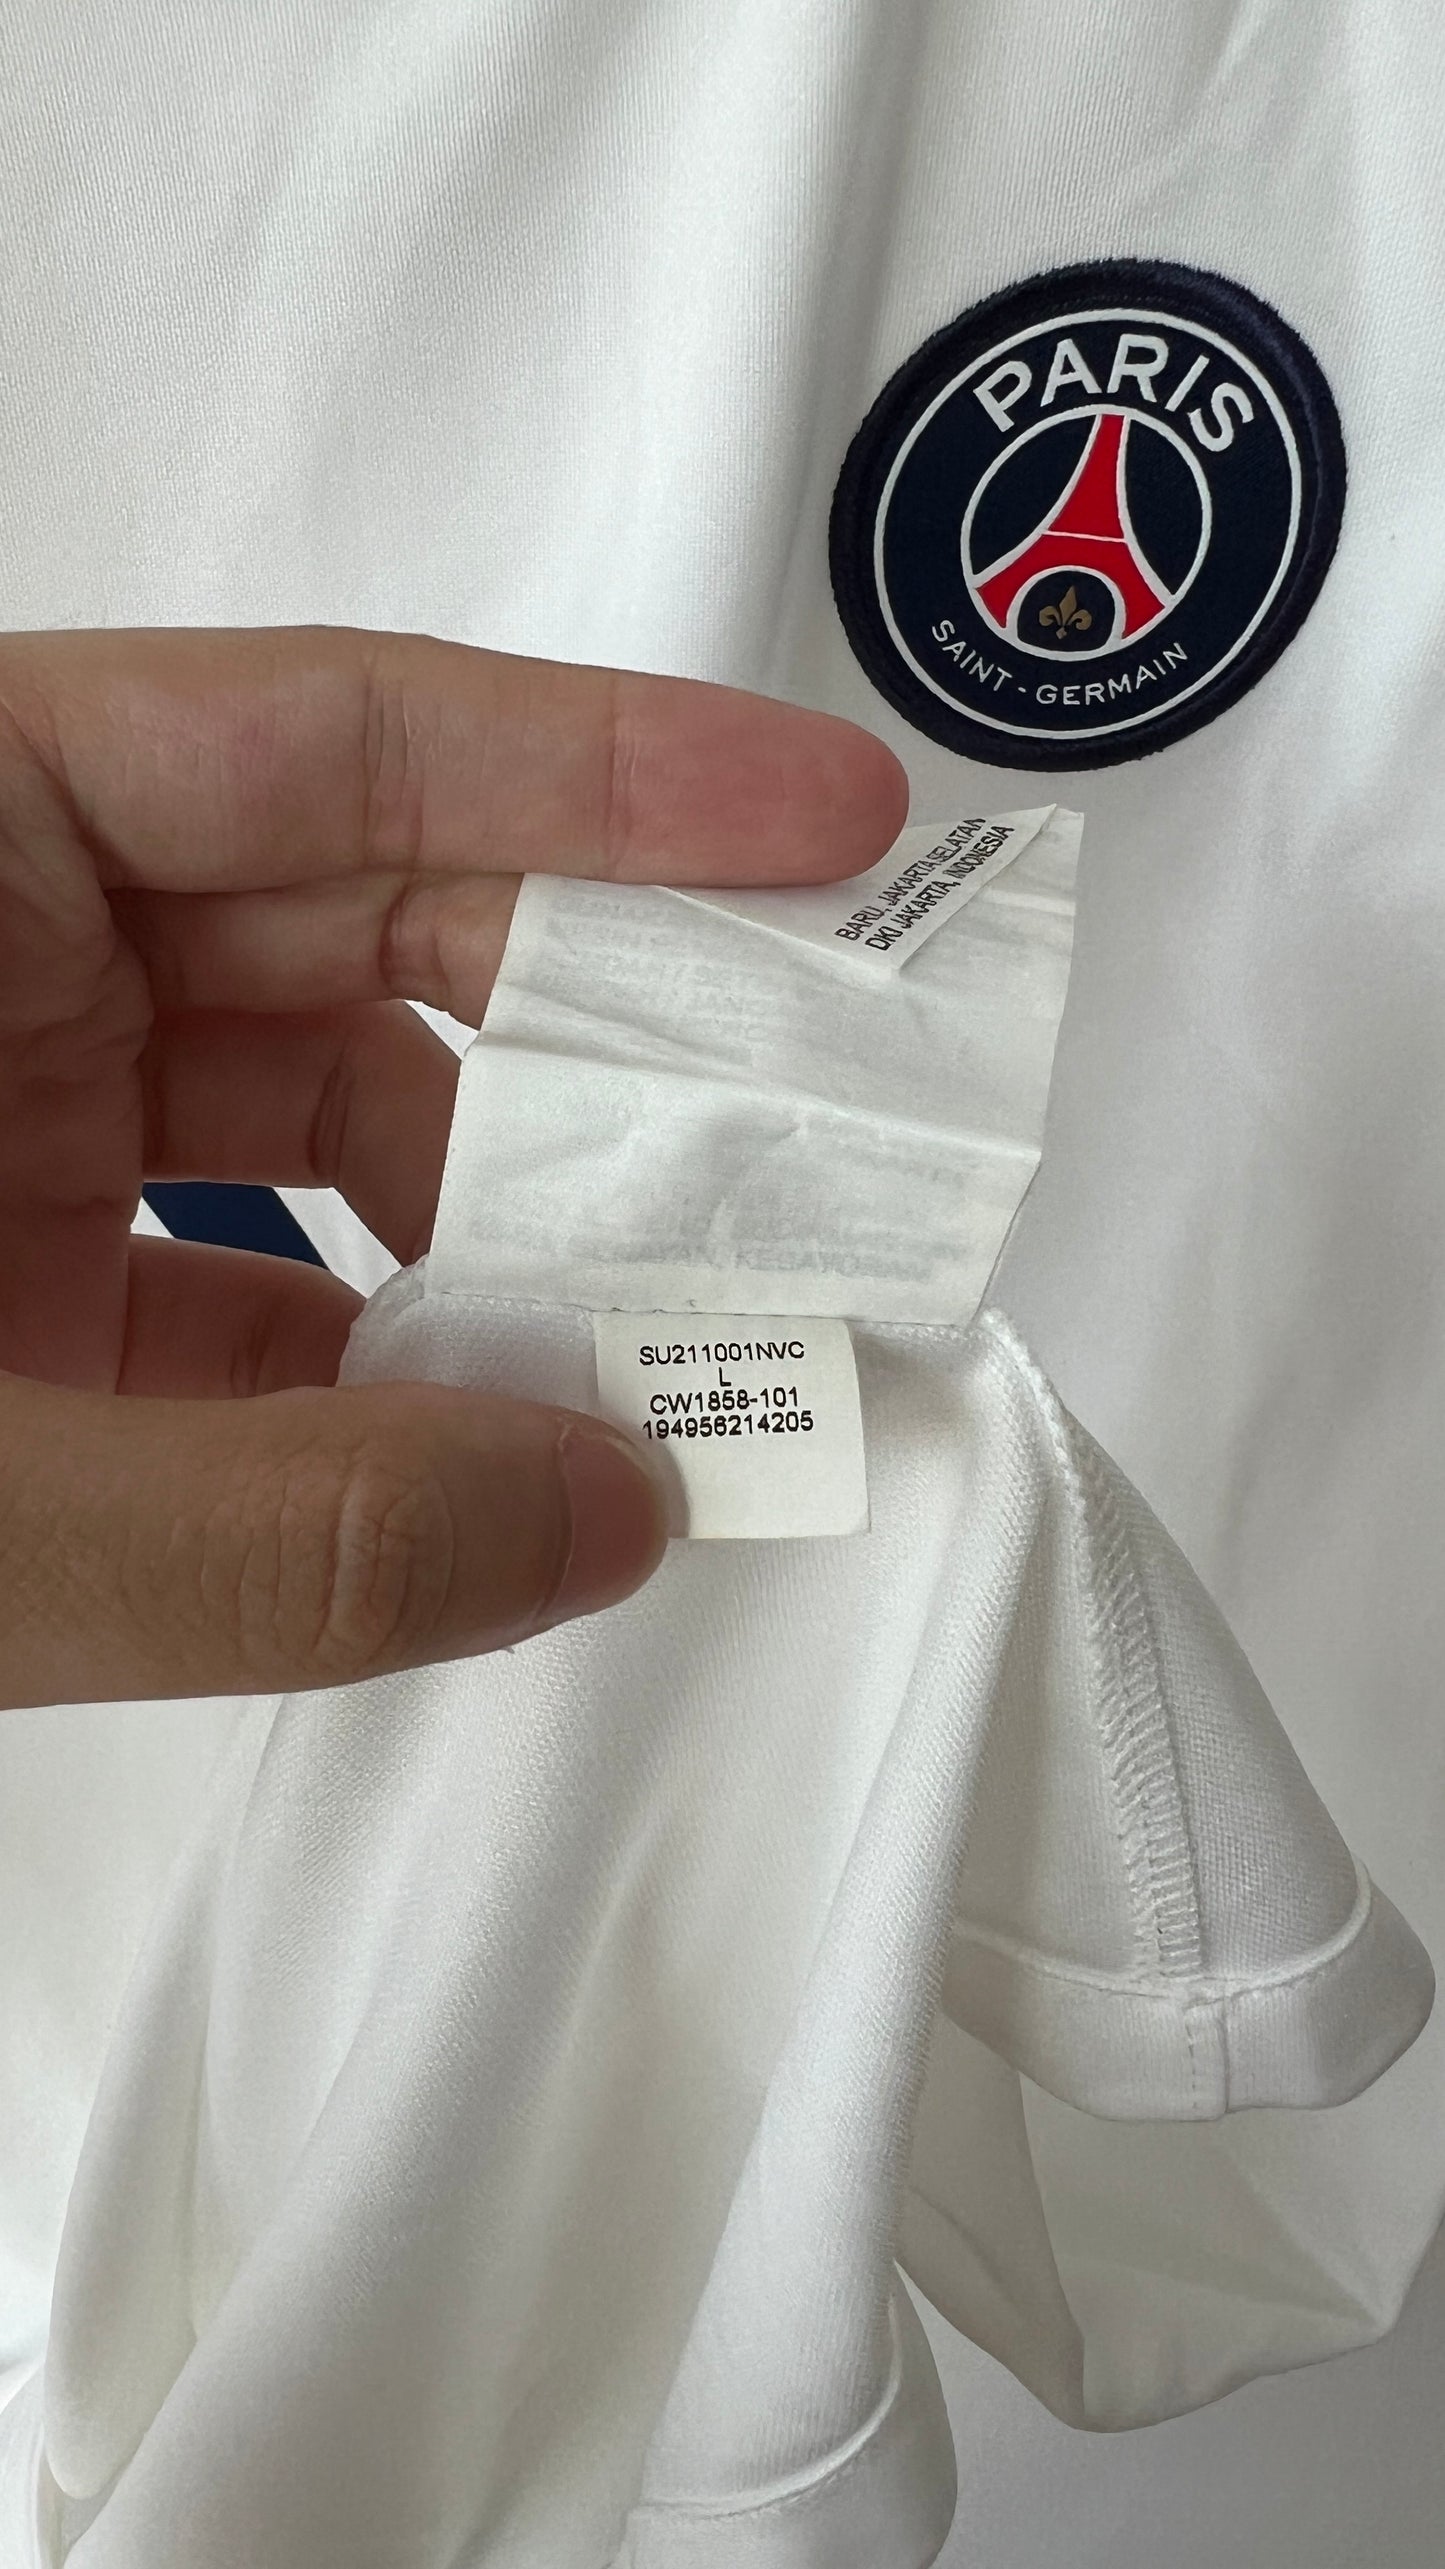 PARIS
SAINT-GERMAIN
BARU, JAKARTA SELATAN
DKI JAKARTA, INDONESIA
SU211001NVC
L
CW1858-101
194956214205